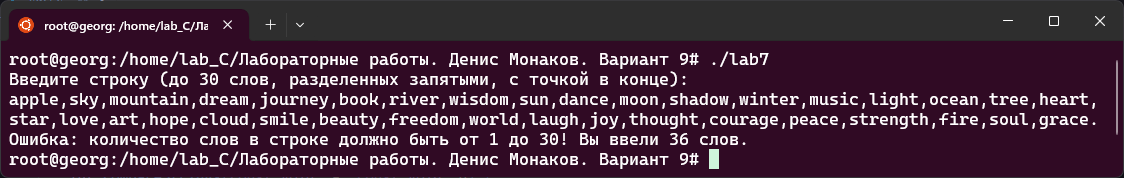 root@georg: /home/lab_C/Ла
root@georg:/home/lab_C/Лабораторные работы. Денис Монаков. Вариант 9# ./lab7
Введите строку (до 30 слов, разделенных запятыми, с точкой в конце):
apple,sky,mountain,dream,journey,book,river,wisdom,sun,dance,moon,shadow,winter,music,light,ocean,tree,heart,
star,love,art,hope,cloud,smile,beauty,freedom,world,laugh,joy,thought,courage,peace,strength,fire,soul,grace.
Ошибка: количество слов в строке должно быть от 1 до 30! Вы ввели 36 слов.
root@georg:/home/lab_C/Лабораторные работы. Денис Монаков. Вариант 9#